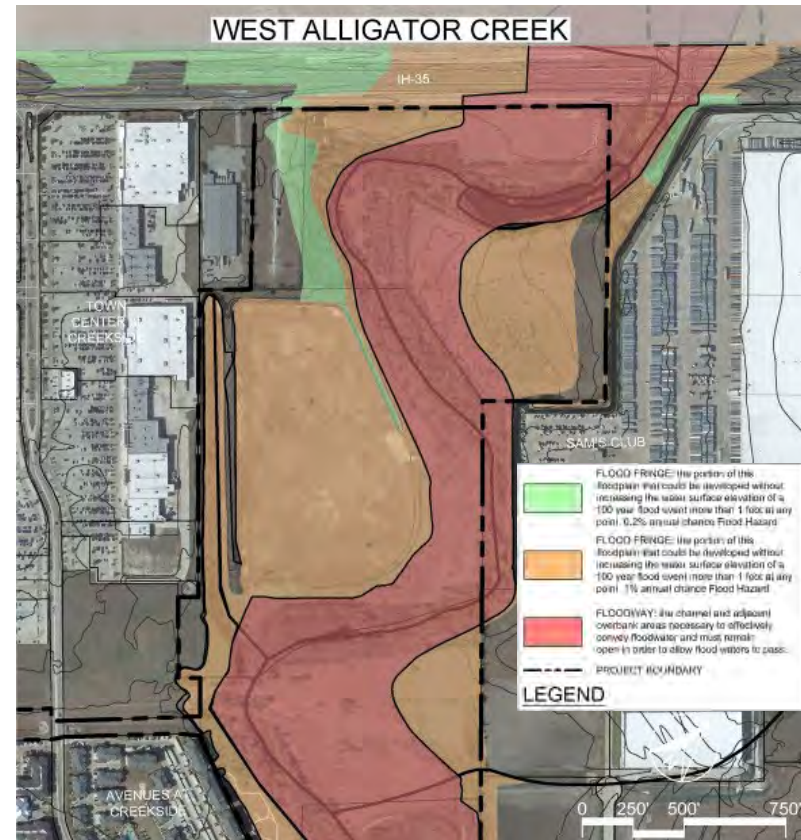 WEST ALLIGATOR CREEK
IH-35
TOWN
CENTER
CREEKSIDE
SAM'S CLUB
FLOOD FRINGE: the portion of this
floodplain that could be developed without
increasing the water surface elevation of a
100 year flood event more than 1 foot at any
point. 0.2% annual chance Flood Hazard
FLOOD FRINGE: the portion of this
floodplain that could be developed without
increasing the water surface elevation of a
100 year flood event more than 1 foot at any
point. 1% annual chance Flood Hazard
FLOODWAY: the channel and adjacent
overbank areas necessary to effectively
convey floodwater and must remain
open in order to allow flood waters to pass.
PROJECT BOUNDARY
LEGEND
AVENUES AT
CREEKSIDE
0 250' 500' 750'